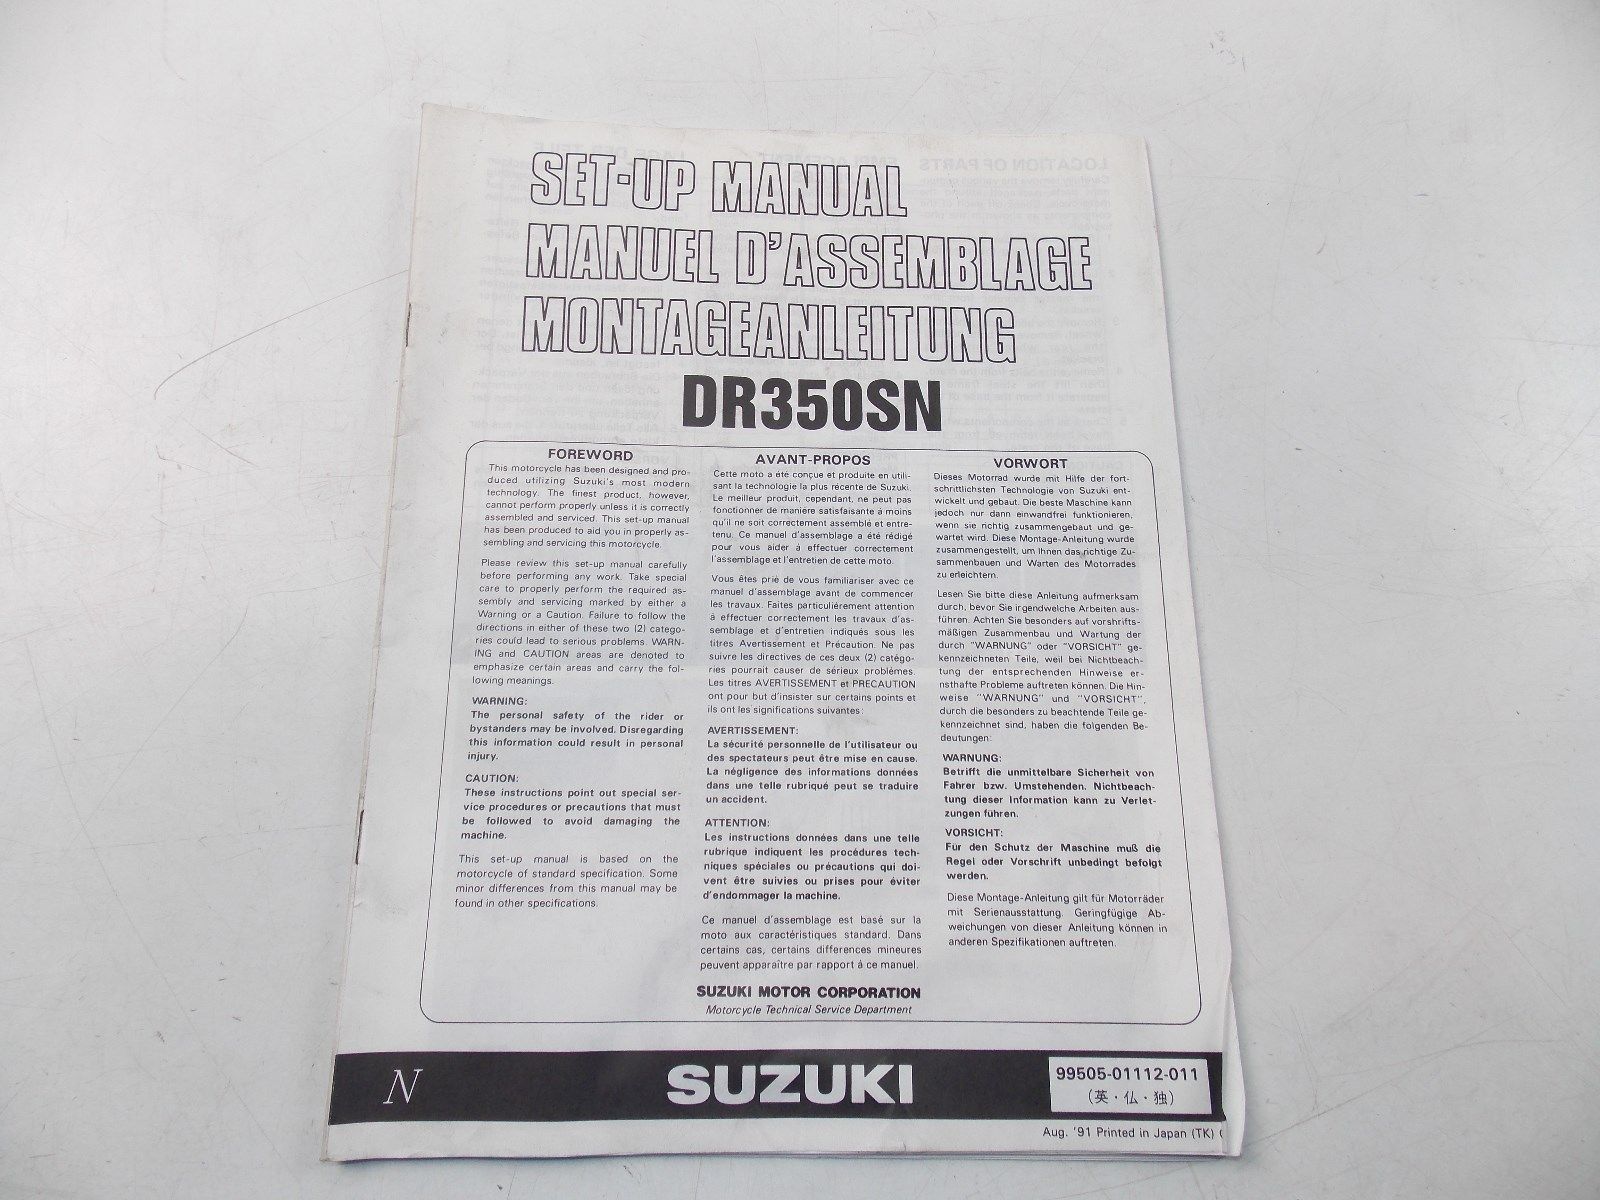 SET-UP MANUAL
MANUEL D'ASSEMBLAGE
MONTAGEANLEITUNG
DR350SN
FOREWORD
This motorcycle has been designed and pro-
duced utilizing Suzuki's most modern
technology. The finest product, however,
cannot perform properly unless it is correctly
assembled and serviced. This set-up manual
has been produced to aid you in properly as-
sembling and servicing this motorcycle.
Please review this set-up manual carefully
before performing any work. Take special
care to properly perform the required as-
sembly and servicing marked by either a
Warning or a Caution. Failure to follow the
directions in either of these two (2) catego-
ries could lead to serious problems. WARN-
ING and CAUTION areas are denoted to
emphasize certain areas and carry the fol-
lowing meanings.
WARNING:
The personal safety of the rider or
bystanders may be involved. Disregarding
this information could result in personal
injury.
CAUTION:
These instructions point out special ser-
vice procedures or precautions that must
be followed to avoid damaging the
machine.
This set-up manual is based on the
motorcycle of standard specification. Some
minor differences from this manual may be
found in other specifications.
AVANT-PROPOS
Cette moto a été conçue et produite en utili-
sant la technologie la plus récente de Suzuki.
Le meilleur produit, cependant, ne peut pas
fonctionner de manière satisfaisante à moins
qu'il ne soit correctement assemblé et entre-
tenu. Ce manuel d'assemblage a été rédigé
pour vous aider à effectuer correctement
l'assemblage et l'entretien de cette moto.
Vous êtes prié de vous familiariser avec ce
manuel d'assemblage avant de commencer
les travaux. Faites particulièrement attention
à effectuer correctement les travaux d'as-
semblage et d'entretien indiqués sous les
titres Avertissement et Précaution. Ne pas
suivre les directives de ces deux (2) catégo-
ries pourrait causer de sérieux problèmes.
Les titres AVERTISSEMENT et PRECAUTION
ont pour but d'insister sur certains points et
ils ont les significations suivantes:
AVERTISSEMENT:
La sécurité personnelle de l'utilisateur ou
des spectateurs peut être mise en cause.
La négligence des informations données
dans une telle rubrique peut se traduire
un accident.
ATTENTION:
Les instructions données dans une telle
rubrique indiquent les procédures tech-
niques spéciales ou précautions qui doi-
vent être suivies ou prises pour éviter
d'endommager la machine.
Ce manuel d'assemblage est basé sur la
moto aux caractéristiques standard. Dans
certains cas, certains differences mineures
peuvent apparaître par rapport à ce manuel.
VORWORT
Dieses Motorrad wurde mit Hilfe der fort-
schrittlichsten Technologie von Suzuki ent-
wickelt und gebaut. Die beste Maschine kann
jedoch nur dann einwandfrei funktionieren,
wenn sie richtig zusammengebaut und ge-
wartet wird. Diese Montage-Anleitung wurde
zusammengestellt, um Ihnen das richtige Zu-
sammenbauen und Warten des Motorrades
zu erleichtern.
Lesen Sie bitte diese Anleitung aufmerksam
durch, bevor Sie irgendwelche Arbeiten aus-
führen. Achten Sie besonders auf vorshrifts-
mäßigen Zusammenbau und Wartung der
durch "WARNUNG" oder "VORSICHT" ge-
kennzeichneten Teile, weil bei Nichtbeach-
tung der entsprechenden Hinweise er-
nsthafte Probleme auftreten können. Die Hin-
weise "WARNUNG" und "VORSICHT",
durch die besonders zu beachtende Teile ge-
kennzeichnet sind, haben die folgenden Be-
deutungen:
WARNUNG:
Betrifft die unmittelbare Sicherheit von
Fahrer bzw. Umstehenden. Nichtbeach-
tung dieser Information kann zu Verlet-
zungen führen.
VORSICHT:
Für den Schutz der Maschine muß die
Regel oder Vorschrift unbedingt befolgt
werden.
Diese Montage-Anleitung gilt für Motorräder
mit Serienausstattung. Geringfügige Ab-
weichungen von dieser Anleitung können in
anderen Spezifikationen auftreten.
SUZUKI MOTOR CORPORATION
Motorcycle Technical Service Department
N
SUZUKI
99505-01112-011
(英・仏・独)
Aug. '91 Printed in Japan (TK)